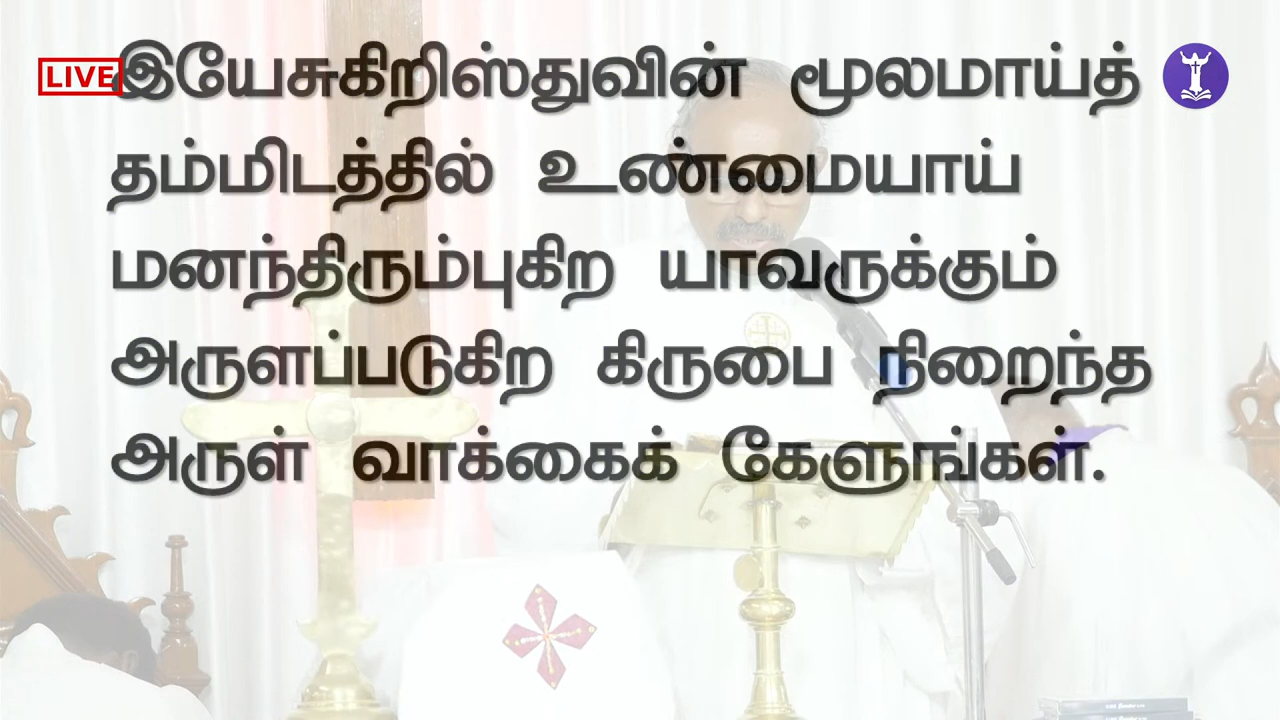 LIVE
இயேசுகிறிஸ்துவின் மூலமாய்த்
தம்மிடத்தில் உண்மையாய்
மனந்திரும்புகிற யாவருக்கும்
அருளப்படுகிற கிருபை நிறைந்த
அருள் வாக்கைக் கேளுங்கள்.